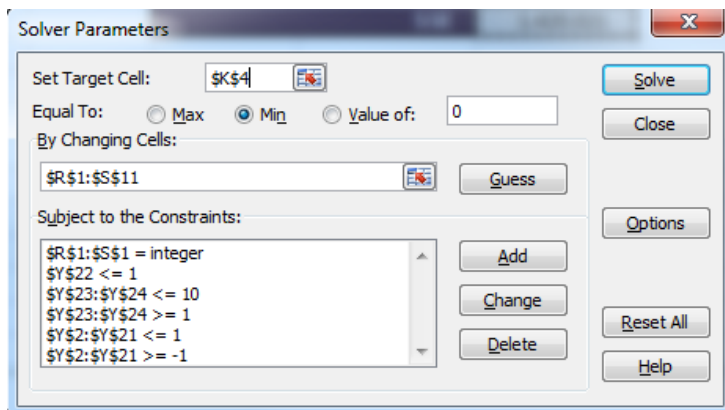 Solver Parameters
Set Target Cell: $K$4 Solve
Equal To: Max Min Value of: 0 Close
By Changing Cells:
$R$1:$S$11 Guess
Subject to the Constraints: Options
$R$1:$S$1 = integer Add
$Y$22 <= 1
$Y$23:$Y$24 <= 10 Change
$Y$23:$Y$24 >= 1 Reset All
$Y$2:$Y$21 <= 1 Delete
$Y$2:$Y$21 >= -1 Help